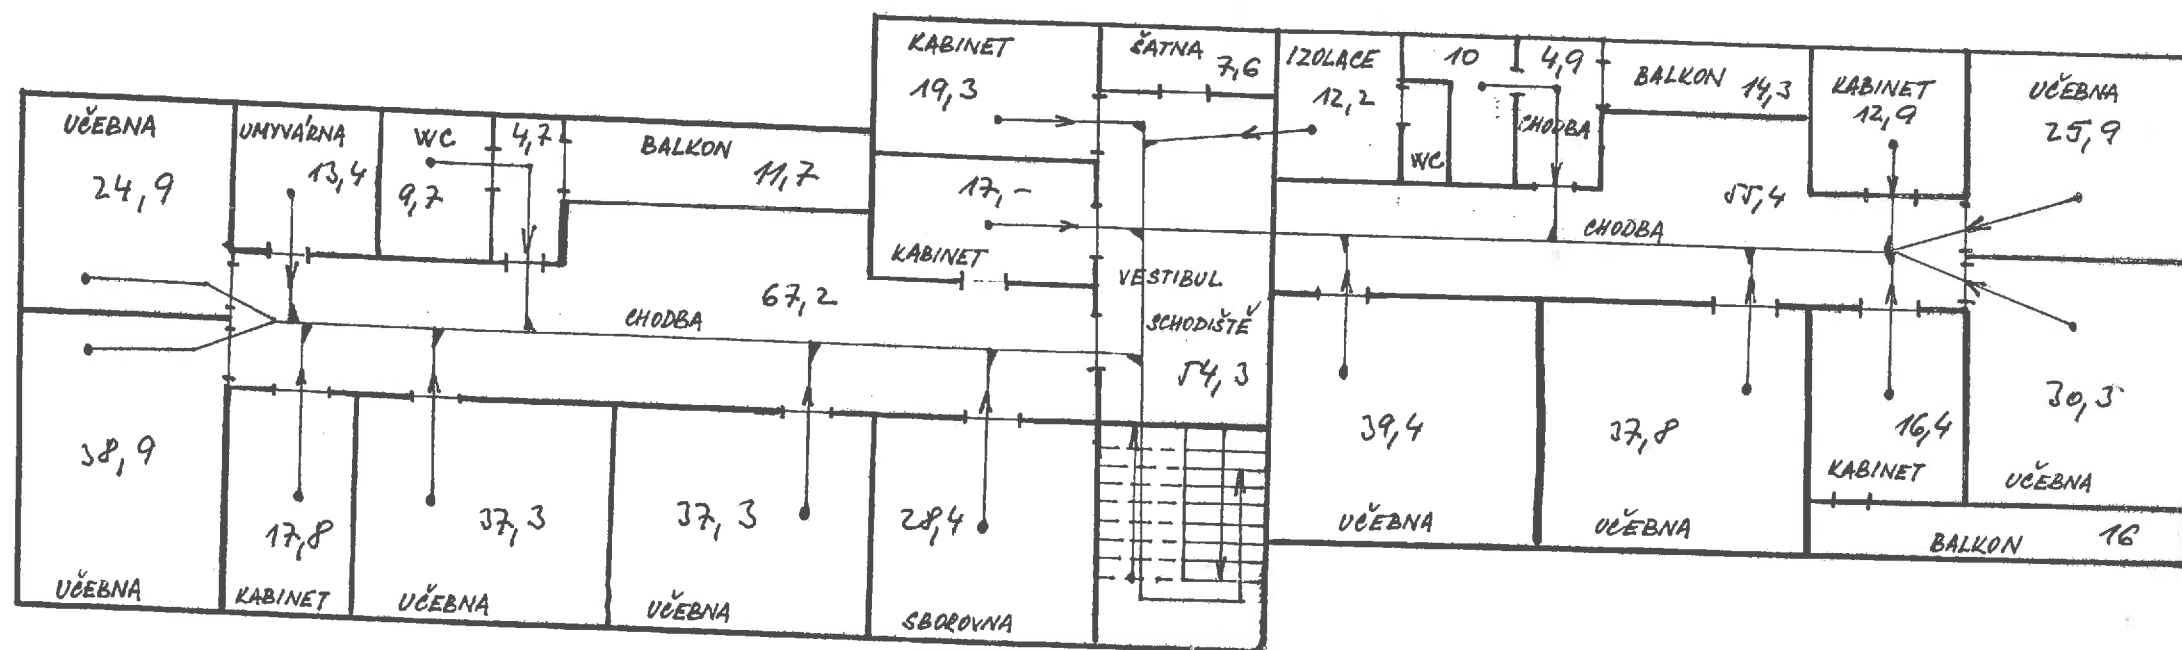 KABINET
19,3
ŠATNA
7,6
IZOLACE
12,2
10
4,9
CHODBA
WC
BALKON 14,3
KABINET
12,9
UČEBNA
25,9
UČEBNA
24,9
UMYVÁRNA
13,4
WC
9,7
4,7
BALKON
11,7
17,-
KABINET
55,4
CHODBA
67,2
CHODBA
VESTIBUL
SCHODIŠTĚ
54,3
38,9
UČEBNA
17,8
KABINET
37,3
UČEBNA
37,3
UČEBNA
28,4
SBOROVNA
39,4
UČEBNA
37,8
UČEBNA
16,4
KABINET
30,3
UČEBNA
BALKON 16